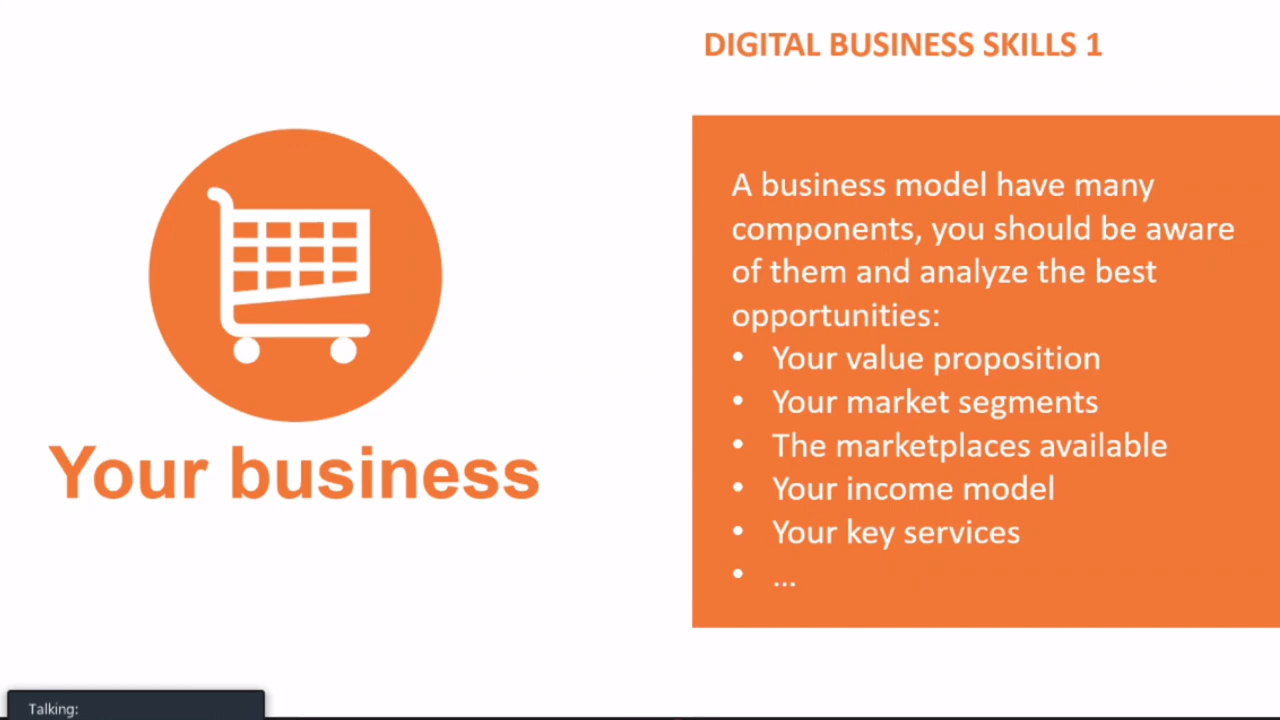 DIGITAL BUSINESS SKILLS 1
A business model have many
components, you should be aware
of them and analyze the best
opportunities:
• Your value proposition
• Your market segments
• The marketplaces available
• Your income model
• Your key services
• ...
Your business
Talking: